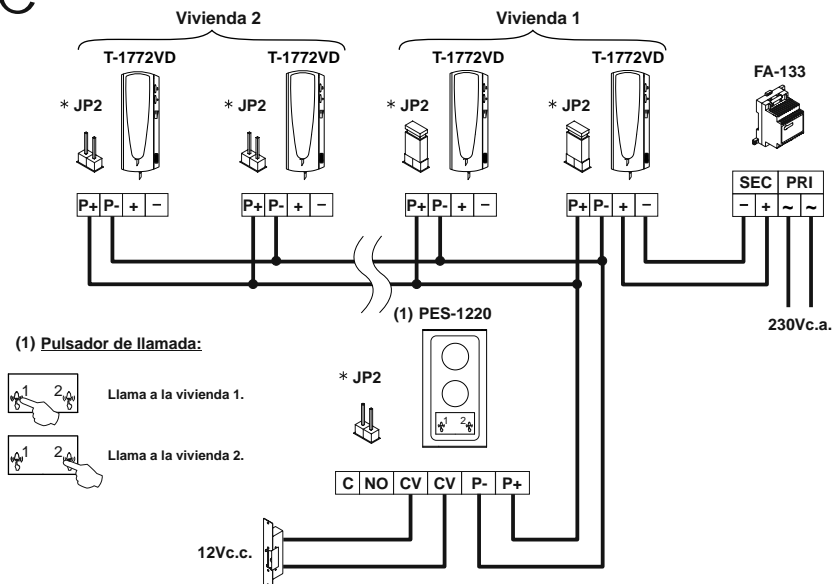 C
Vivienda 2
Vivienda 1
T-1772VD
T-1772VD
T-1772VD
T-1772VD
FA-133
* JP2
* JP2
* JP2
* JP2
SEC PRI
− + ~ ~
P+ P- + −
P+ P- + −
P+ P- + −
P+ P- + −
230Vc.a.
(1) PES-1220
(1) Pulsador de llamada:
* JP2
1 2
1 2
Llama a la vivienda 1.
1 2
Llama a la vivienda 2.
C NO CV CV P- P+
12Vc.c.